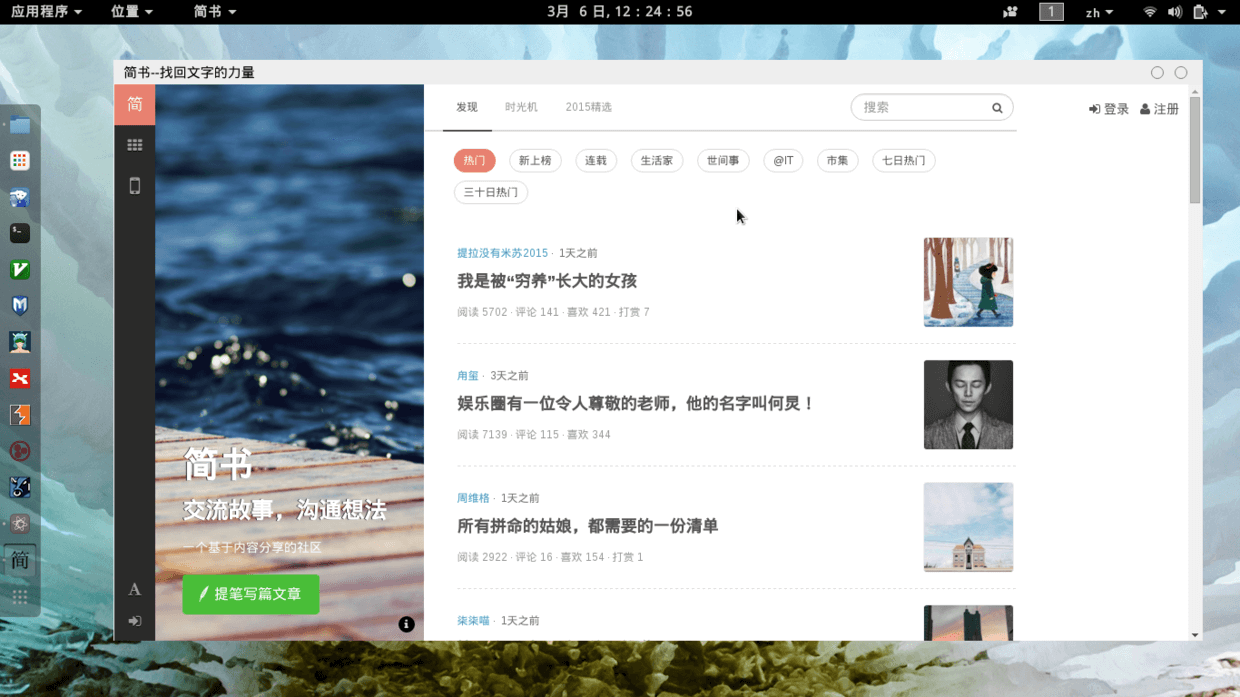 应用程序 位置 简书 3月 6日, 12:24:56 1 zh
简书--找回文字的力量
简 发现 时光机 2015精选 搜索 登录 注册
热门 新上榜 连载 生活家 世间事 @IT 市集 七日热门
三十日热门
提拉没有米苏2015 · 1天之前
我是被“穷养”长大的女孩
阅读 5702 · 评论 141 · 喜欢 421 · 打赏 7
甪玺 · 3天之前
娱乐圈有一位令人尊敬的老师，他的名字叫何炅！
阅读 7139 · 评论 115 · 喜欢 344
周维格 · 1天之前
所有拼命的姑娘，都需要的一份清单
阅读 2922 · 评论 16 · 喜欢 154 · 打赏 1
柒柒喵 · 1天之前
简书
交流故事，沟通想法
一个基于内容分享的社区
提笔写篇文章
A
简